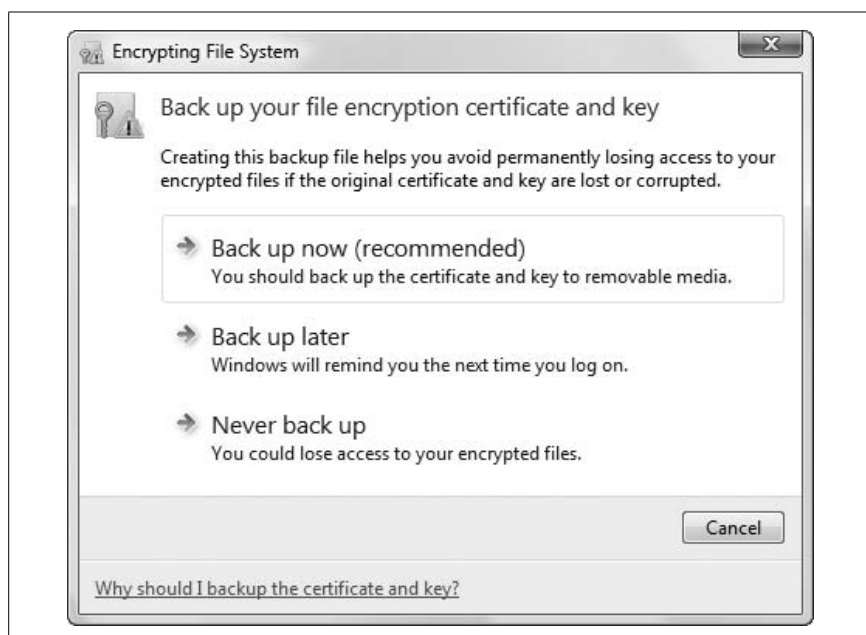 Encrypting File System
Back up your file encryption certificate and key
Creating this backup file helps you avoid permanently losing access to your
encrypted files if the original certificate and key are lost or corrupted.
Back up now (recommended)
You should back up the certificate and key to removable media.
Back up later
Windows will remind you the next time you log on.
Never back up
You could lose access to your encrypted files.
Cancel
Why should I backup the certificate and key?